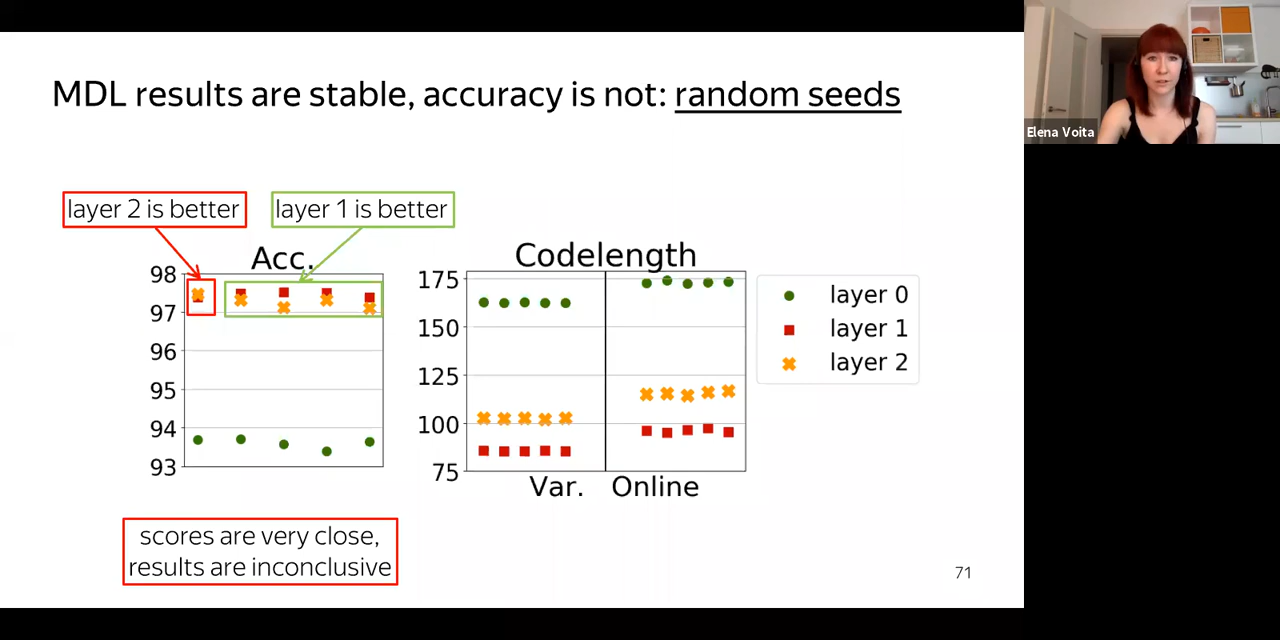 MDL results are stable, accuracy is not: random seeds
Elena Voita
layer 2 is better
layer 1 is better
Acc.
98
97
96
95
94
93
Codelength
175
150
125
100
75
Var.
Online
layer 0
layer 1
layer 2
scores are very close,
results are inconclusive
71